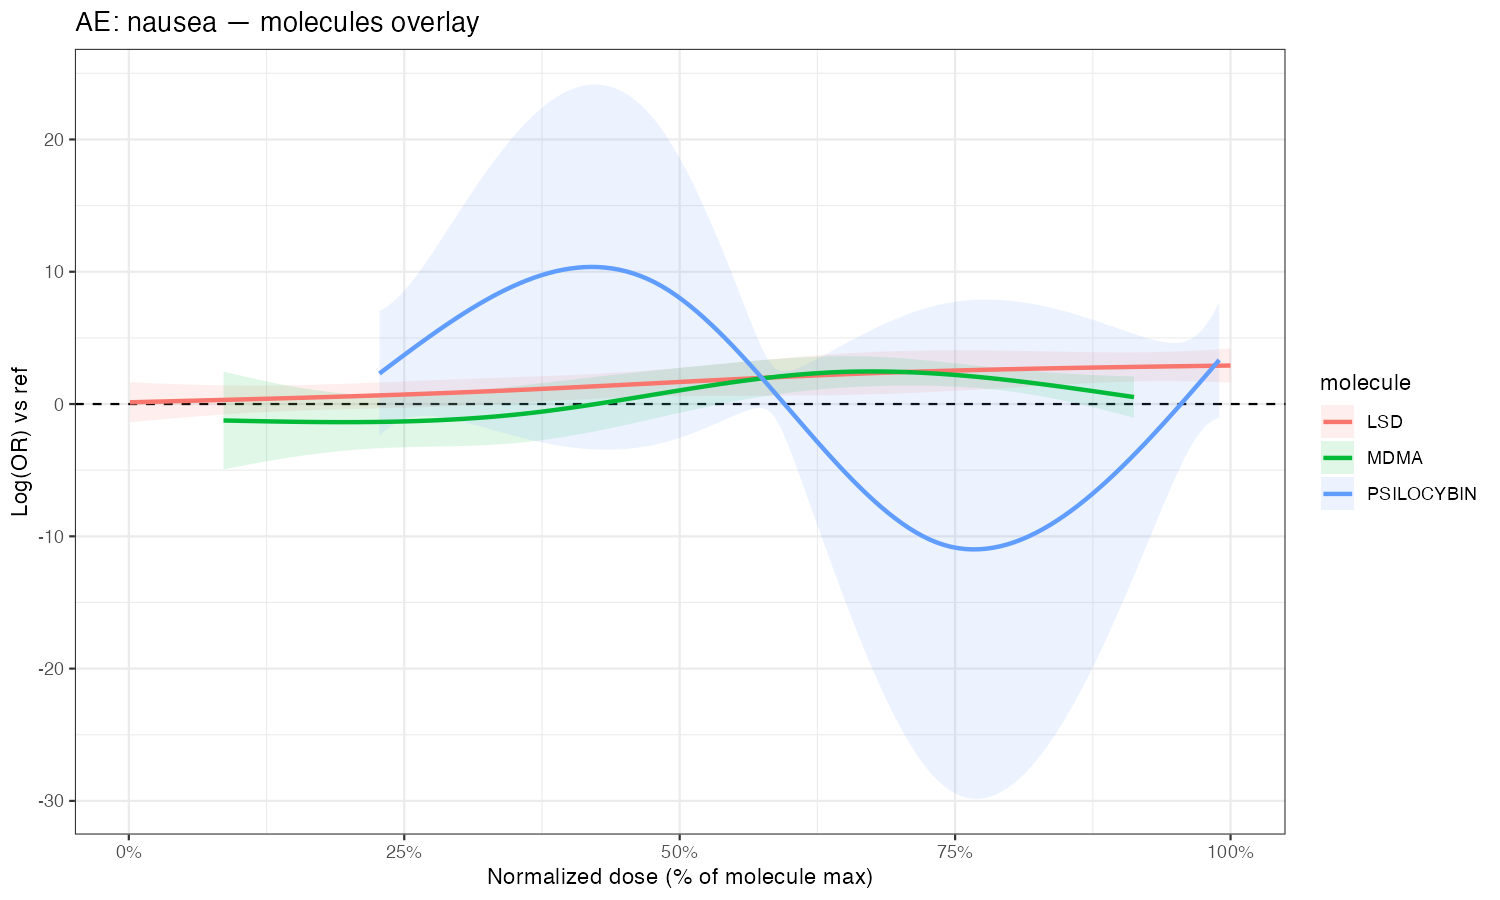 AE: nausea — molecules overlay
20
10
0
-10
-20
-30
Log(OR) vs ref
0%
25%
50%
75%
100%
Normalized dose (% of molecule max)
molecule
LSD
MDMA
PSILOCYBIN